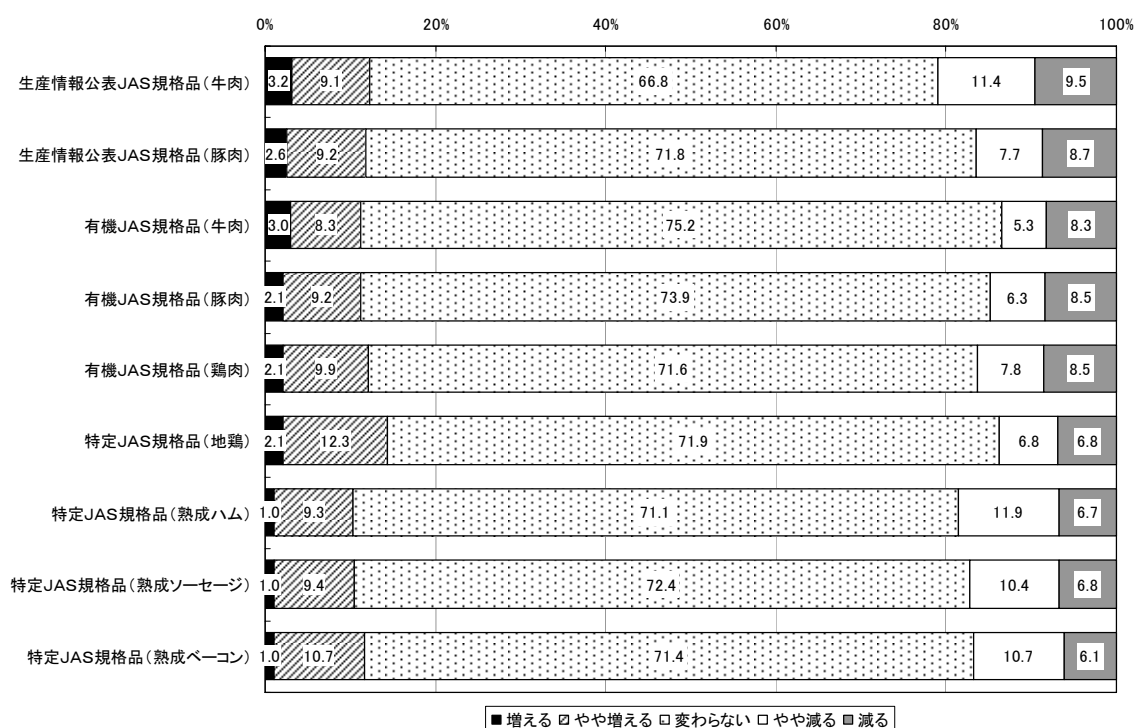 0% 20% 40% 60% 80% 100%
生産情報公表JAS規格品(牛肉) 3.2 9.1 66.8 11.4 9.5
生産情報公表JAS規格品(豚肉) 2.6 9.2 71.8 7.7 8.7
有機JAS規格品(牛肉) 3.0 8.3 75.2 5.3 8.3
有機JAS規格品(豚肉) 2.1 9.2 73.9 6.3 8.5
有機JAS規格品(鶏肉) 2.1 9.9 71.6 7.8 8.5
特定JAS規格品(地鶏) 2.1 12.3 71.9 6.8 6.8
特定JAS規格品(熟成ハム) 1.0 9.3 71.1 11.9 6.7
特定JAS規格品(熟成ソーセージ) 1.0 9.4 72.4 10.4 6.8
特定JAS規格品(熟成ベーコン) 1.0 10.7 71.4 10.7 6.1
増える やや増える 変わらない やや減る 減る